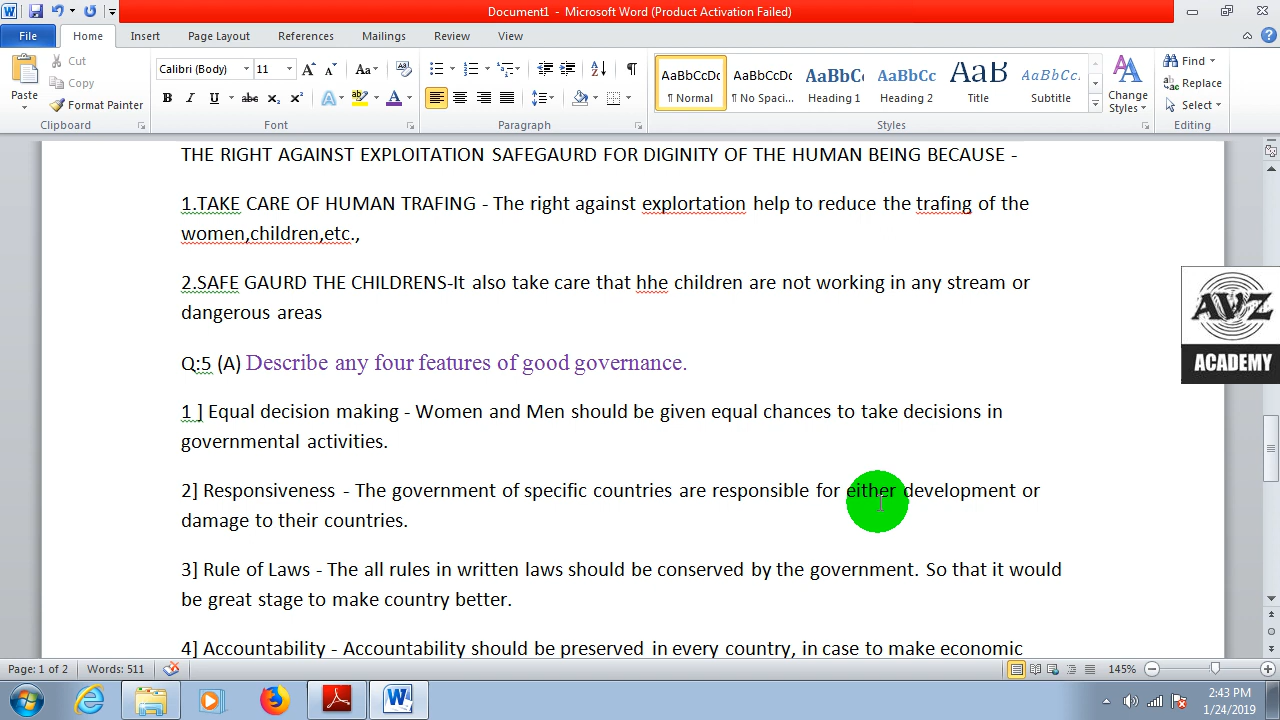 Document1 - Microsoft Word (Product Activation Failed)
File Home Insert Page Layout References Mailings Review View
Paste
Cut
Copy
Format Painter
Clipboard
Calibri (Body) 11
Font
Paragraph
AaBbCcDc AaBbCcDc AaBbCc AaBbCc AaB AaBbCc.
¶ Normal ¶ No Spaci... Heading 1 Heading 2 Title Subtitle
Change Styles
Styles
Find
Replace
Select
Editing
THE RIGHT AGAINST EXPLOITATION SAFEGAURD FOR DIGINITY OF THE HUMAN BEING BECAUSE -
1.TAKE CARE OF HUMAN TRAFING - The right against explortation help to reduce the trafing of the
women,children,etc.,
2.SAFE GAURD THE CHILDRENS-It also take care that hhe children are not working in any stream or
dangerous areas
Q:5 (A) Describe any four features of good governance.
1 ] Equal decision making - Women and Men should be given equal chances to take decisions in
governmental activities.
2] Responsiveness - The government of specific countries are responsible for either development or
damage to their countries.
3] Rule of Laws - The all rules in written laws should be conserved by the government. So that it would
be great stage to make country better.
4] Accountability - Accountability should be preserved in every country, in case to make economic
AVZ
ACADEMY
Page: 1 of 2 Words: 511 145%
2:43 PM
1/24/2019